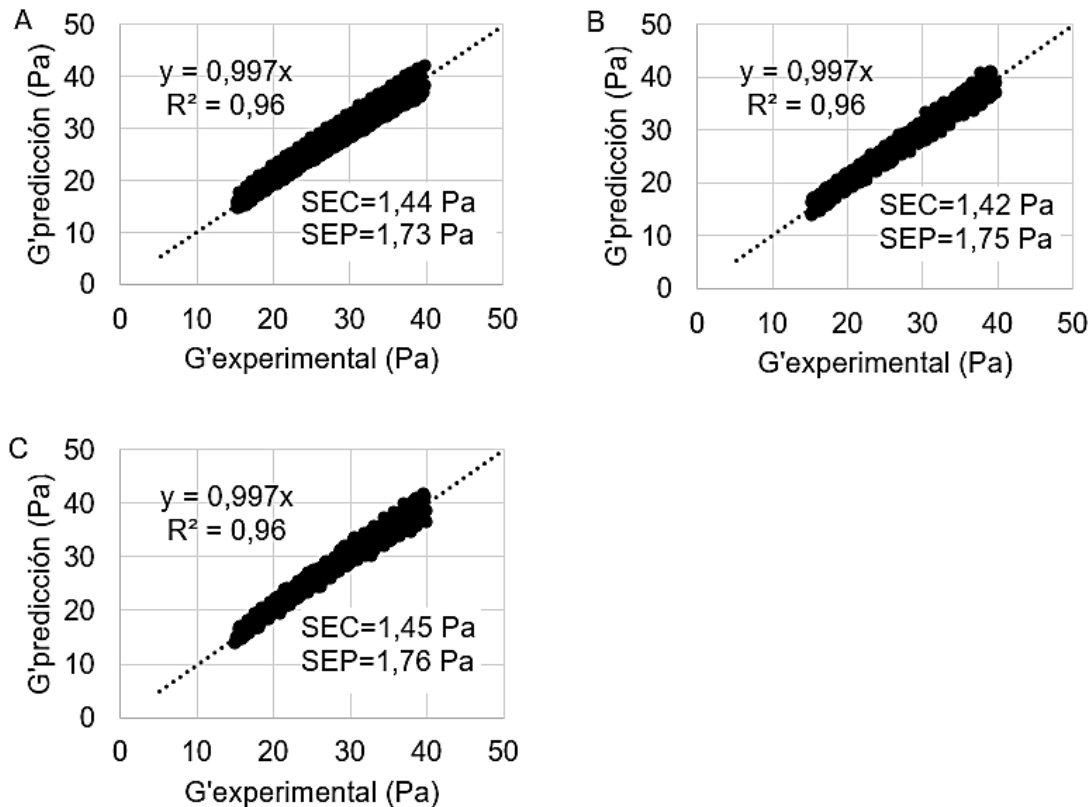 A
50
40
30
20
10
0
G'predicción (Pa)
y = 0,997x
R² = 0,96
SEC=1,44 Pa
SEP=1,73 Pa
0 10 20 30 40 50
G'experimental (Pa)
B
50
40
30
20
10
0
G'predicción (Pa)
y = 0,997x
R² = 0,96
SEC=1,42 Pa
SEP=1,75 Pa
0 10 20 30 40 50
G'experimental (Pa)
C
50
40
30
20
10
0
G'predicción (Pa)
y = 0,997x
R² = 0,96
SEC=1,45 Pa
SEP=1,76 Pa
0 10 20 30 40 50
G'experimental (Pa)